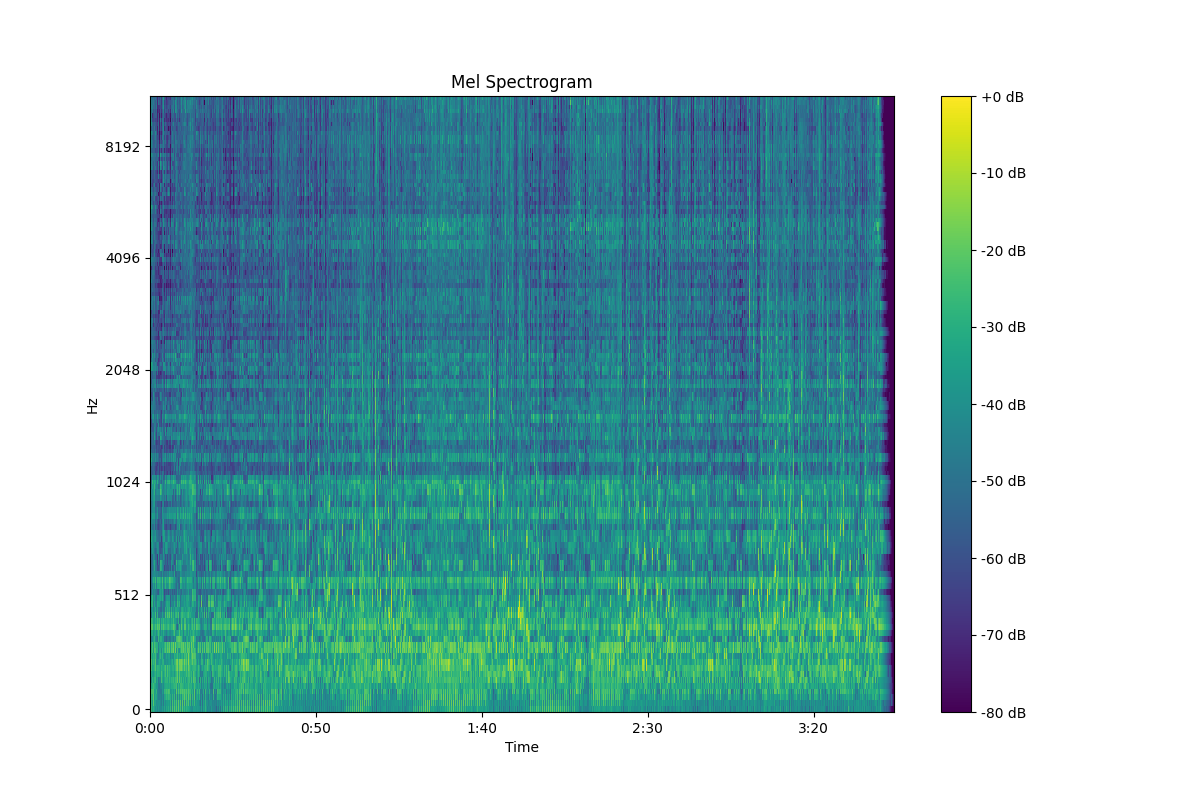 Mel Spectrogram
+0 dB
8192
-10 dB
-20 dB
4096
-30 dB
2048
-40 dB
Hz
1024
-50 dB
-60 dB
512
-70 dB
0
-80 dB
0:00
0:50
1:40
2:30
3:20
Time